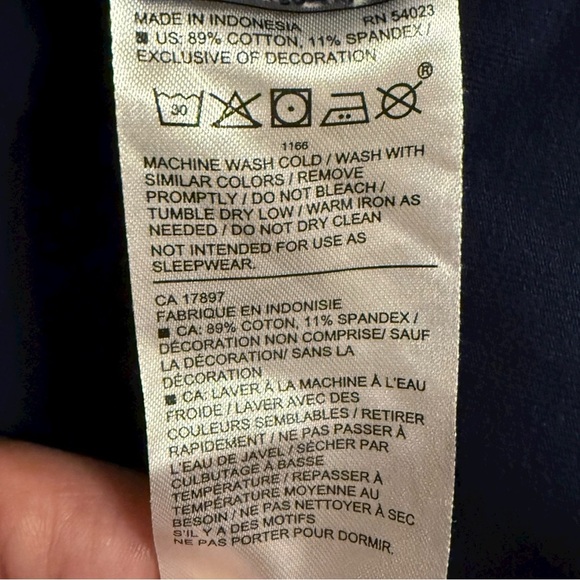 MADE IN INDONESIA RN 54023
US: 89% COTTON, 11% SPANDEX /
EXCLUSIVE OF DECORATION
30
®
1166
MACHINE WASH COLD / WASH WITH
SIMILAR COLORS / REMOVE
PROMPTLY / DO NOT BLEACH /
TUMBLE DRY LOW / WARM IRON AS
NEEDED / DO NOT DRY CLEAN
NOT INTENDED FOR USE AS
SLEEPWEAR.
CA 17897
FABRIQUE EN INDONISIE
CA: 89% COTON, 11% SPANDEX /
DÉCORATION NON COMPRISE/ SAUF
LA DÉCORATION/ SANS LA
DÉCORATION
CA: LAVER À LA MACHINE À L'EAU
FROIDE / LAVER AVEC DES
COULEURS SEMBLABLES / RETIRER
RAPIDEMENT / NE PAS PASSER À
L'EAU DE JAVEL / SÉCHER PAR
CULBUTAGE À BASSE
TEMPÉRATURE / REPASSER À
TEMPÉRATURE MOYENNE AU
BESOIN / NE PAS NETTOYER À SEC
S'IL Y A DES MOTIFS
NE PAS PORTER POUR DORMIR.